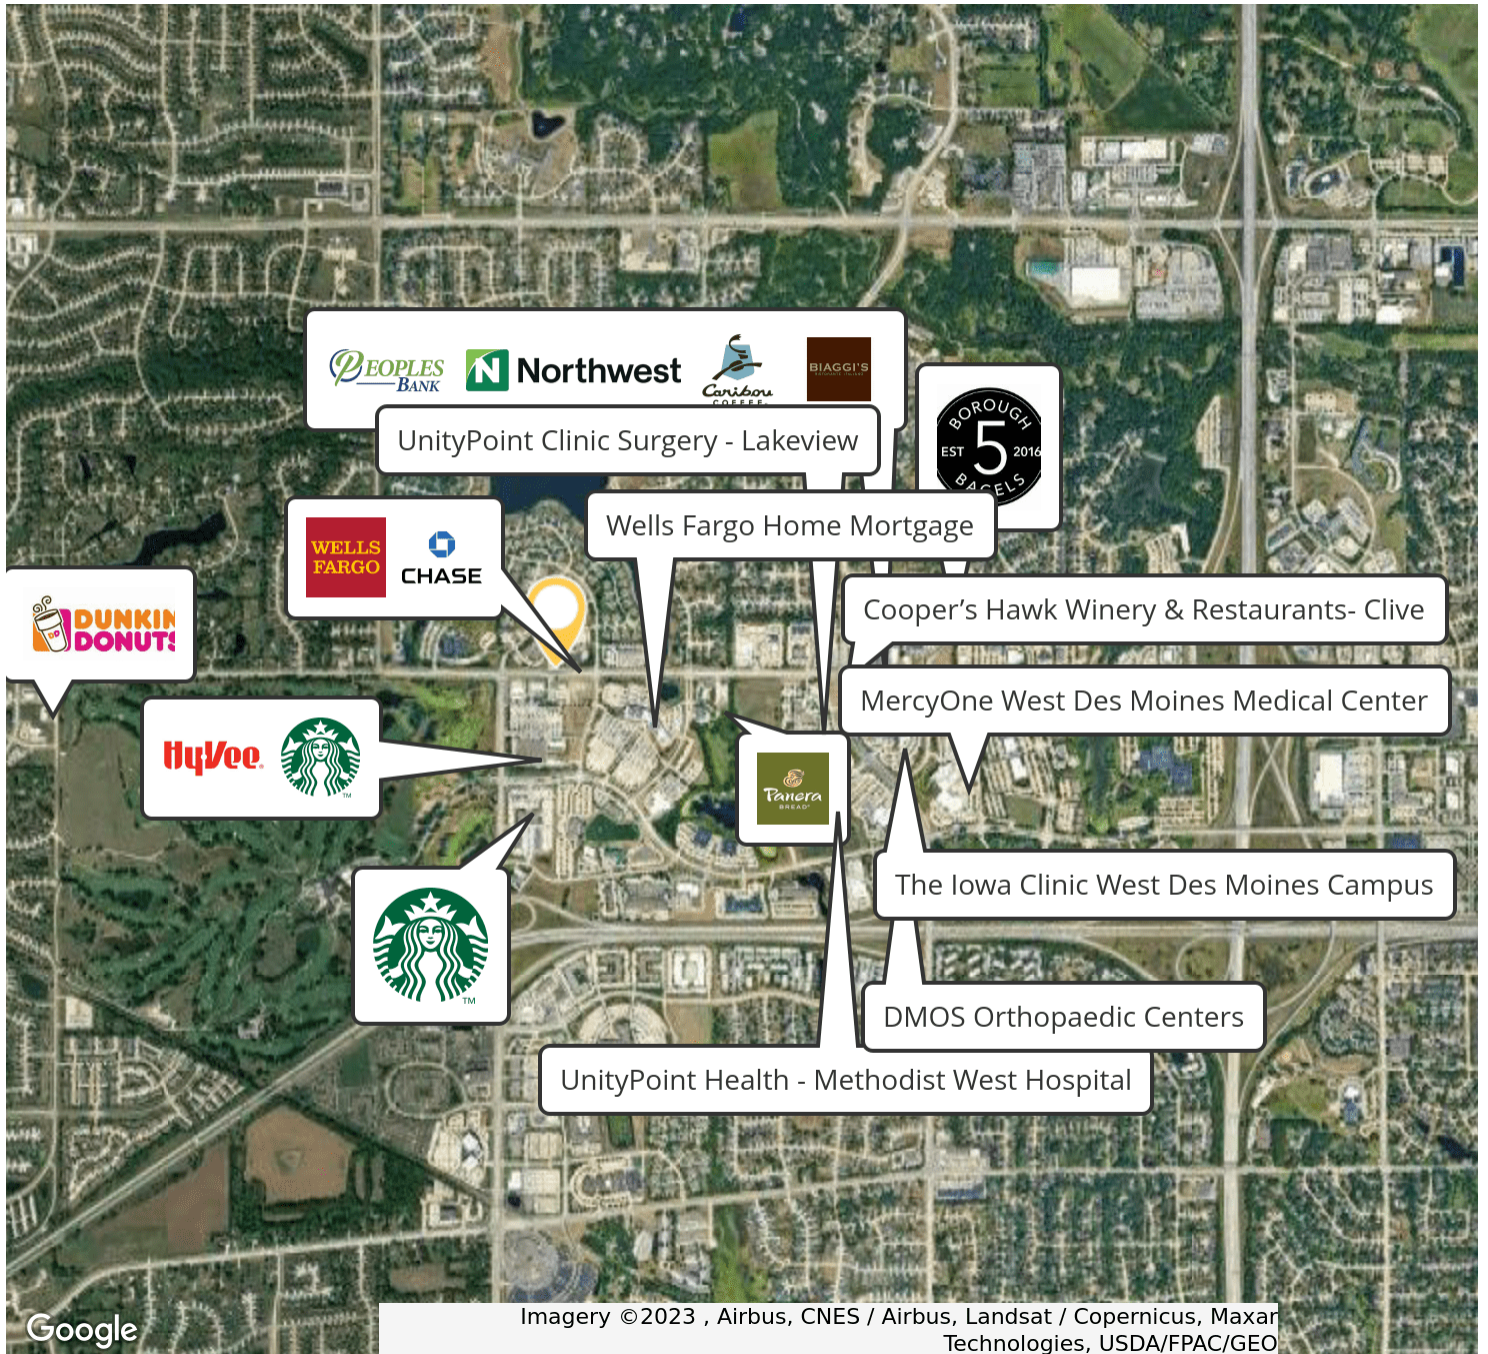 PEOPLES
BANK
Northwest
Caribou
COFFEE
BIAGGI'S
UnityPoint Clinic Surgery - Lakeview
BOROUGH
EST 5 2016
BAGELS
WELLS
FARGO
CHASE
Wells Fargo Home Mortgage
DUNKIN'
DONUTS
Cooper’s Hawk Winery & Restaurants- Clive
MercyOne West Des Moines Medical Center
HyVee
TM
Panera
BREAD
The Iowa Clinic West Des Moines Campus
TM
DMOS Orthopaedic Centers
UnityPoint Health - Methodist West Hospital
Google
Imagery ©2023 , Airbus, CNES / Airbus, Landsat / Copernicus, Maxar
Technologies, USDA/FPAC/GEO